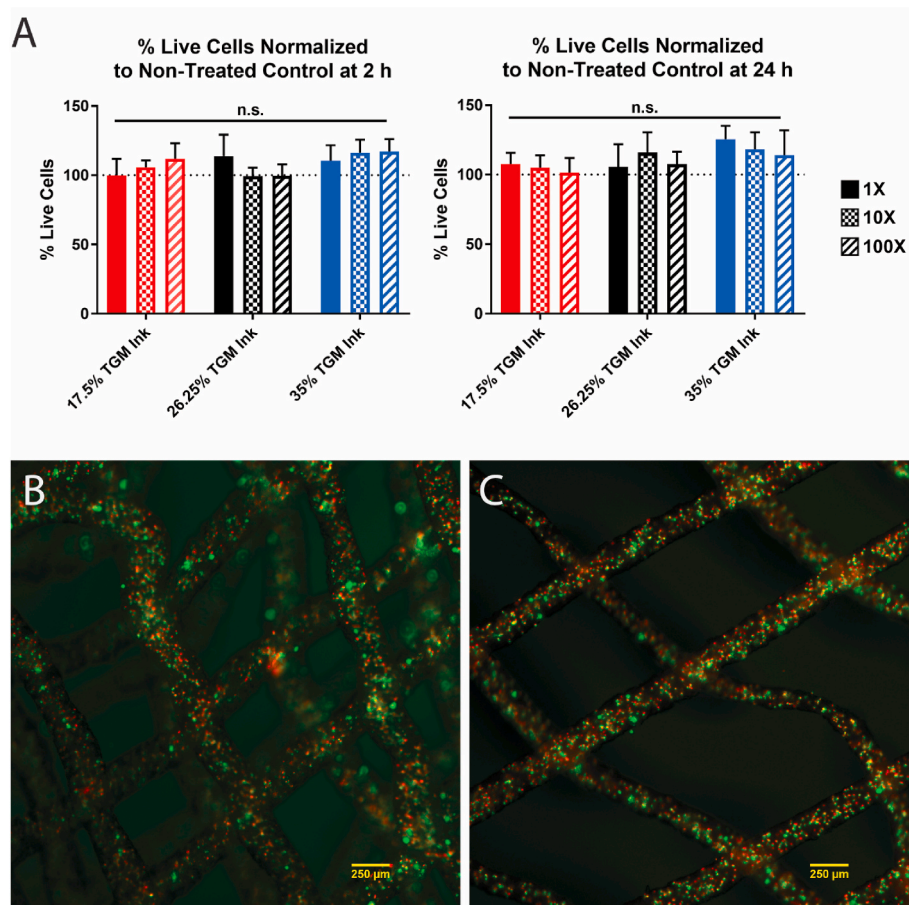 A
% Live Cells Normalized
to Non-Treated Control at 2 h
% Live Cells
150
100
50
0
n.s.
17.5% TGM Ink
26.25% TGM Ink
35% TGM Ink
% Live Cells Normalized
to Non-Treated Control at 24 h
% Live Cells
150
100
50
0
n.s.
17.5% TGM Ink
26.25% TGM Ink
35% TGM Ink
1X
10X
100X
B
250 µm
C
250 µm